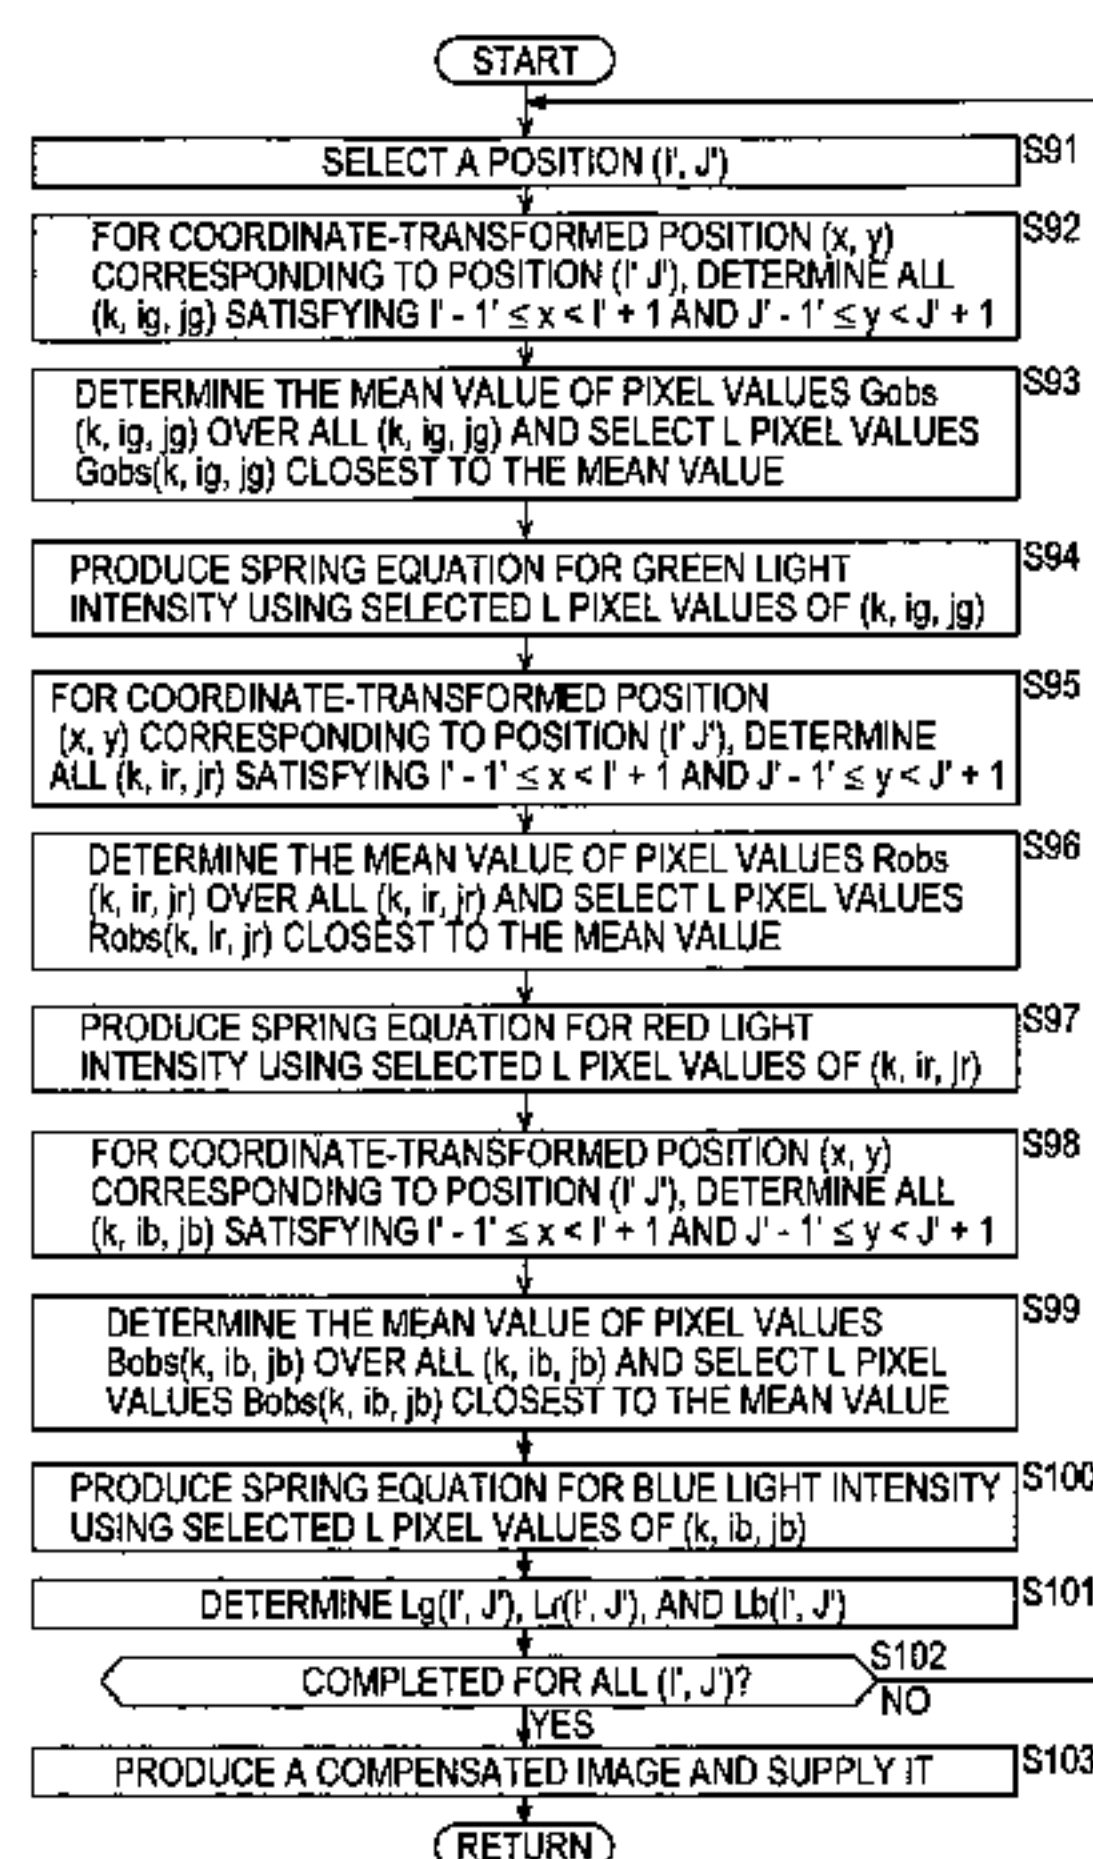 START
SELECT A POSITION (I', J')
S91
FOR COORDINATE-TRANSFORMED POSITION (x, y)
CORRESPONDING TO POSITION (I' J'), DETERMINE ALL
(k, ig, jg) SATISFYING I' - 1' ≤ x < I' + 1 AND J' - 1' ≤ y < J' + 1
S92
DETERMINE THE MEAN VALUE OF PIXEL VALUES Gobs
(k, ig, jg) OVER ALL (k, ig, jg) AND SELECT L PIXEL VALUES
Gobs(k, ig, jg) CLOSEST TO THE MEAN VALUE
S93
PRODUCE SPRING EQUATION FOR GREEN LIGHT
INTENSITY USING SELECTED L PIXEL VALUES OF (k, ig, jg)
S94
FOR COORDINATE-TRANSFORMED POSITION
(x, y) CORRESPONDING TO POSITION (I' J'), DETERMINE
ALL (k, ir, jr) SATISFYING I' - 1' ≤ x < I' + 1 AND J' - 1' ≤ y < J' + 1
S95
DETERMINE THE MEAN VALUE OF PIXEL VALUES Robs
(k, ir, jr) OVER ALL (k, ir, jr) AND SELECT L PIXEL VALUES
Robs(k, Ir, jr) CLOSEST TO THE MEAN VALUE
S96
PRODUCE SPRING EQUATION FOR RED LIGHT
INTENSITY USING SELECTED L PIXEL VALUES OF (k, ir, jr)
S97
FOR COORDINATE-TRANSFORMED POSITION (x, y)
CORRESPONDING TO POSITION (I' J'), DETERMINE ALL
(k, ib, jb) SATISFYING I' - 1' ≤ x < I' + 1 AND J' - 1' ≤ y < J' + 1
S98
DETERMINE THE MEAN VALUE OF PIXEL VALUES
Bobs(k, ib, jb) OVER ALL (k, ib, jb) AND SELECT L PIXEL
VALUES Bobs(k, ib, jb) CLOSEST TO THE MEAN VALUE
S99
PRODUCE SPRING EQUATION FOR BLUE LIGHT INTENSITY
USING SELECTED L PIXEL VALUES OF (k, ib, jb)
S100
DETERMINE Lg(I', J'), Lr(I', J'), AND Lb(I', J')
S101
COMPLETED FOR ALL (I', J')?
S102
NO
YES
PRODUCE A COMPENSATED IMAGE AND SUPPLY IT
S103
RETURN